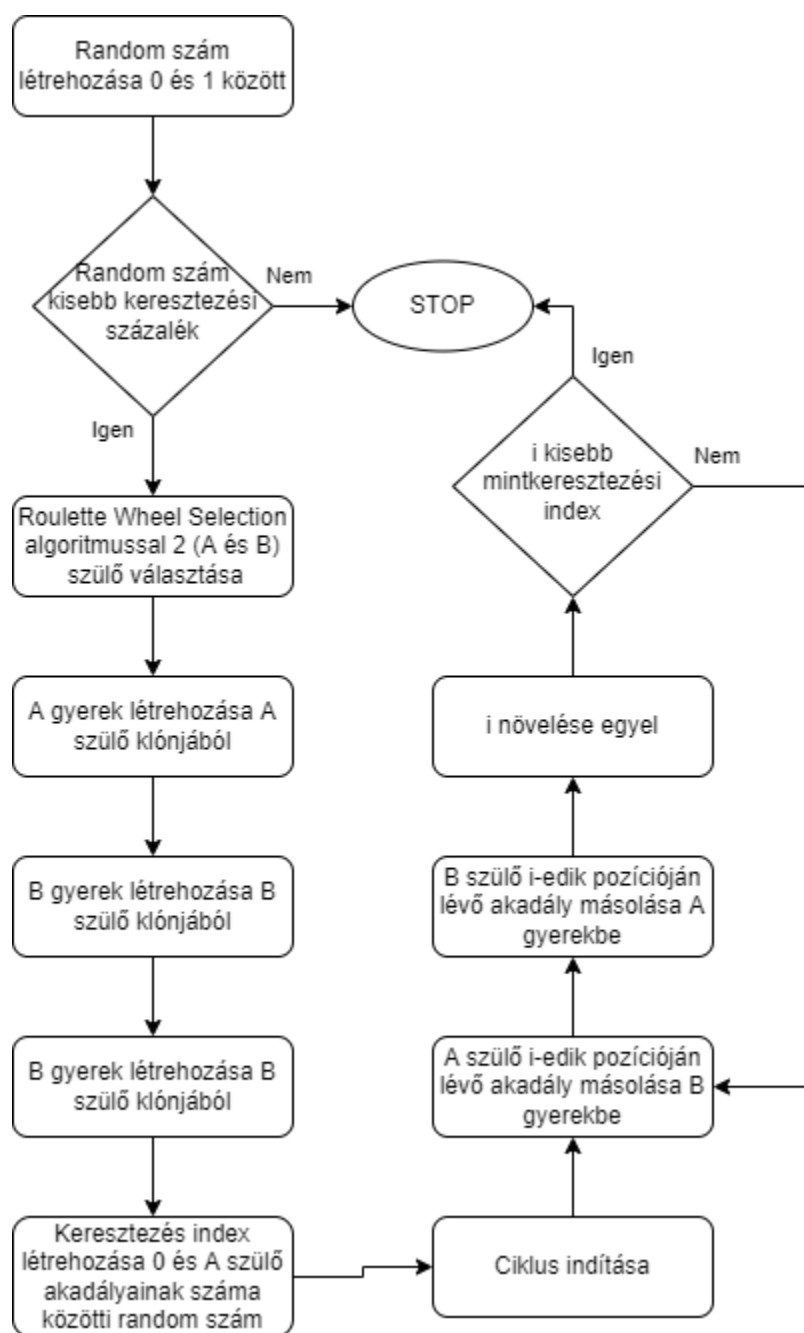 Random szám
létrehozása 0 és 1 között
Random szám
kisebb keresztezési
százalék
Nem
STOP
Igen
Igen
i kisebb
mintkeresztezési
index
Nem
Roulette Wheel Selection
algoritmussal 2 (A és B)
szülő választása
A gyerek létrehozása A
szülő klónjából
i növelése egyel
B gyerek létrehozása B
szülő klónjából
B szülő i-edik pozícióján
lévő akadály másolása A
gyerekbe
B gyerek létrehozása B
szülő klónjából
A szülő i-edik pozícióján
lévő akadály másolása B
gyerekbe
Keresztezés index
létrehozása 0 és A szülő
akadályainak száma
közötti random szám
Ciklus indítása